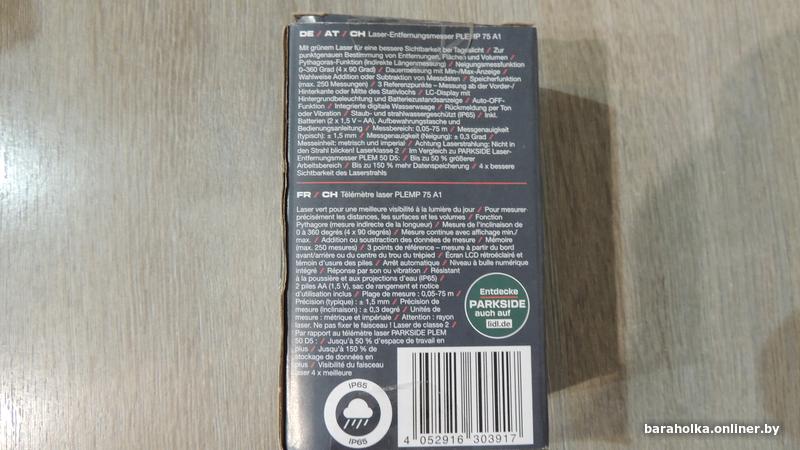 DE / AT / CH Laser-Entfernungsmesser PLEMP 75 A1
Mit grünem Laser für eine bessere Sichtbarkeit bei Tageslicht / Zur
punktgenauen Bestimmung von Entfernungen, Flächen und Volumen /
Pythagoras-Funktion (Indirekte Längenmessung) / Neigungsmessfunktion
0–360 Grad (4 x 90 Grad) / Dauermessung mit Min-/Max-Anzeige /
Wahlweise Addition oder Subtraktion von Messdaten / Speicherfunktion
(max. 250 Messungen) / 3 Referenzpunkte – Messung ab der Vorder-/
Hinterkante oder Mitte des Stativlochs / LC-Display mit
Hintergrundbeleuchtung und Batteriezustandsanzeige / Auto-OFF-
Funktion / Integrierte digitale Wasserwaage / Rückmeldung per Ton
oder Vibration / Staub- und strahlwassergeschützt (IP65) / Inkl.
Batterien (2 x 1,5 V – AA), Aufbewahrungstasche und
Bedienungsanleitung / Messbereich: 0,05-75 m / Messgenauigkeit
(typisch): ± 1,5 mm / Messgenauigkeit (Neigung): ± 0,3 Grad /
Messeinheit: metrisch und imperial / Achtung Laserstrahlung: Nicht in
den Strahl blicken! Laserklasse 2 / Im Vergleich zu PARKSIDE Laser-
Entfernungsmesser PLEM 50 D5: / Bis zu 50 % größerer
Arbeitsbereich / Bis zu 150 % mehr Datenspeicherung / 4 x bessere
Sichtbarkeit des Laserstrahls
FR / CH Télémètre laser PLEMP 75 A1
Laser vert pour une meilleure visibilité à la lumière du jour / Pour mesurer
précisément les distances, les surfaces et les volumes / Fonction
Pythagore (mesure indirecte de la longueur) / Mesure de l'inclinaison de
0 à 360 degrés (4 x 90 degrés) / Mesure continue avec affichage min./
max. / Addition ou soustraction des données de mesure / Mémoire
(max. 250 mesures) / 3 points de référence – mesure à partir du bord
avant/arrière ou du centre du trou du trépied / Écran LCD rétroéclairé et
témoin d'usure des piles / Arrêt automatique / Niveau à bulle numérique
intégré / Réponse par son ou vibration / Résistant
à la poussière et aux projections d'eau (IP65) /
2 piles AA (1,5 V), sac de rangement et notice
d'utilisation inclus / Plage de mesure : 0,05-75 m /
Précision (typique) : ± 1,5 mm / Précision de
mesure (inclinaison) : ± 0,3 degré / Unités de
mesure : métrique et impériale / Attention : rayon
laser. Ne pas fixer le faisceau ! Laser de classe 2 /
Par rapport au télémètre laser PARKSIDE PLEM
50 D5 : / Jusqu'à 50 % d'espace de travail en
plus / Jusqu'à 150 % de
stockage de données en
plus / Visibilité du faisceau
laser 4 x meilleure
Entdecke
PARKSIDE
auch auf
lidl.de
IP65
IP65
4 052916 303917
baraholka.onliner.by